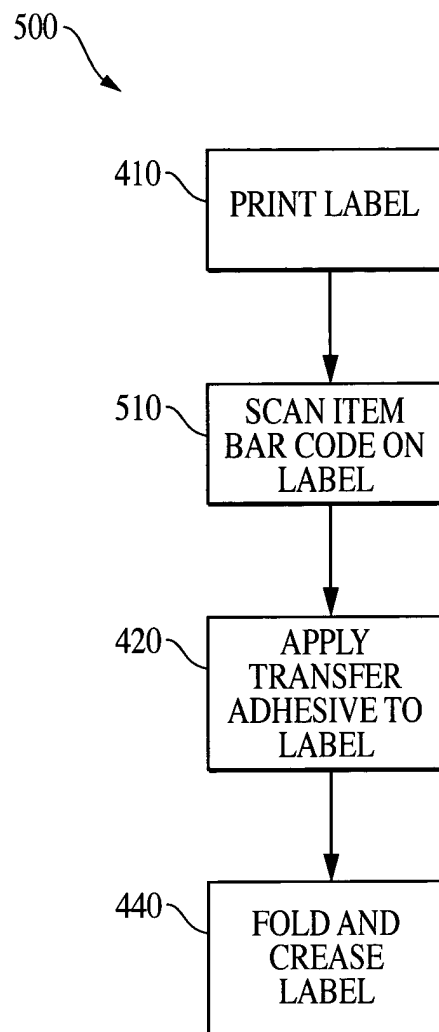 500
410
PRINT LABEL
510
SCAN ITEM
BAR CODE ON
LABEL
420
APPLY
TRANSFER
ADHESIVE TO
LABEL
440
FOLD AND
CREASE
LABEL